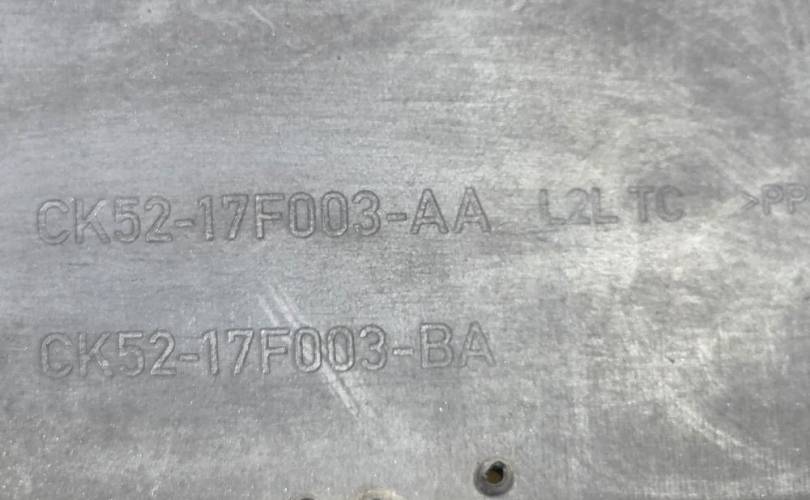 CK52-17F003-AA L2L TC >PP
CK52-17F003-BA